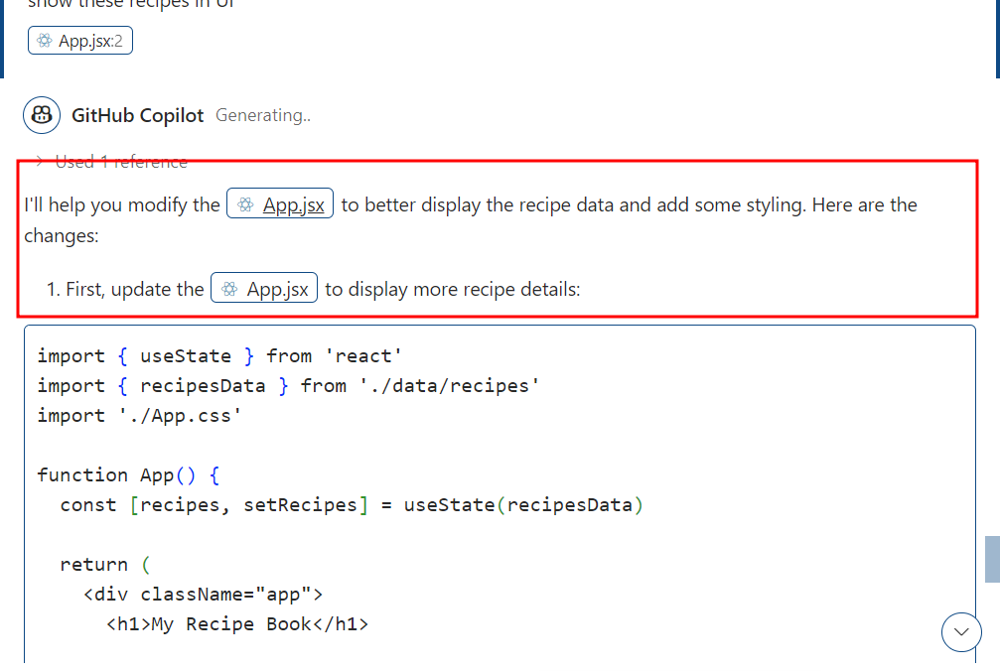 show these recipes in UI
App.jsx:2
GitHub Copilot Generating..
Used 1 reference
I'll help you modify the App.jsx to better display the recipe data and add some styling. Here are the
changes:
1. First, update the App.jsx to display more recipe details:
import { useState } from 'react'
import { recipesData } from './data/recipes'
import './App.css'
function App() {
const [recipes, setRecipes] = useState(recipesData)
return (
<div className="app">
<h1>My Recipe Book</h1>